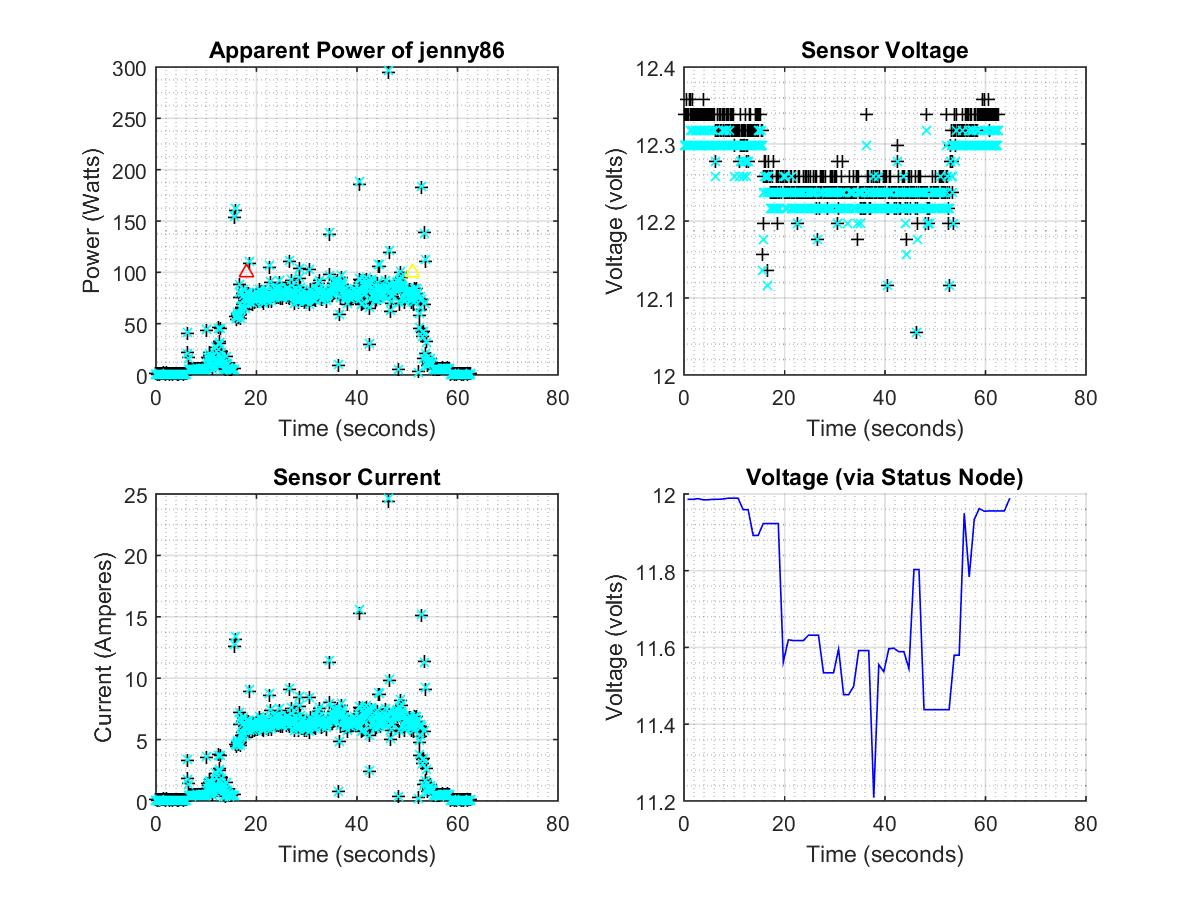 Apparent Power of jenny86
300
250
200
150
100
50
0
Power (Watts)
0 20 40 60 80
Time (seconds)
Sensor Voltage
12.4
12.3
12.2
12.1
12
Voltage (volts)
0 20 40 60 80
Time (seconds)
Sensor Current
25
20
15
10
5
0
Current (Amperes)
0 20 40 60 80
Time (seconds)
Voltage (via Status Node)
12
11.8
11.6
11.4
11.2
Voltage (volts)
0 20 40 60 80
Time (seconds)